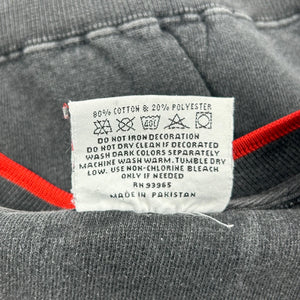 80% COTTON & 20% POLYESTER
40
DO NOT IRON DECORATION
DO NOT DRY CLEAN IF DECORATED
WASH DARK COLORS SEPARATELY
MACHINE WASH WARM. TUMBLE DRY
LOW. USE NON-CHLORINE BLEACH
ONLY IF NEEDED
RN 93965
MADE IN PAKISTAN